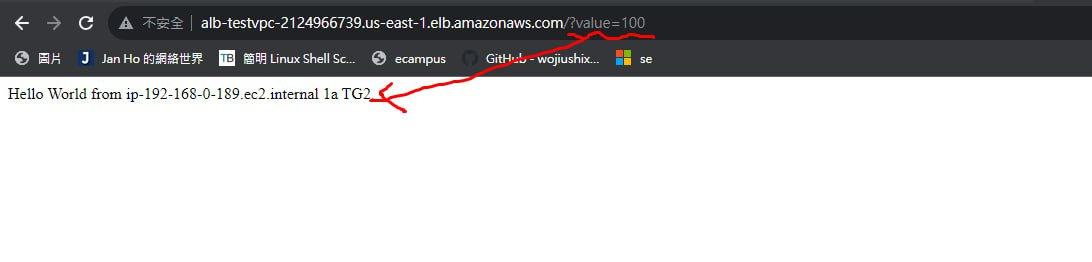 不安全 alb-testvpc-2124966739.us-east-1.elb.amazonaws.com/?value=100
圖片 Jan Ho 的網絡世界 TB 簡明 Linux Shell Sc... ecampus GitHub - wojiushix... se
Hello World from ip-192-168-0-189.ec2.internal 1a TG2